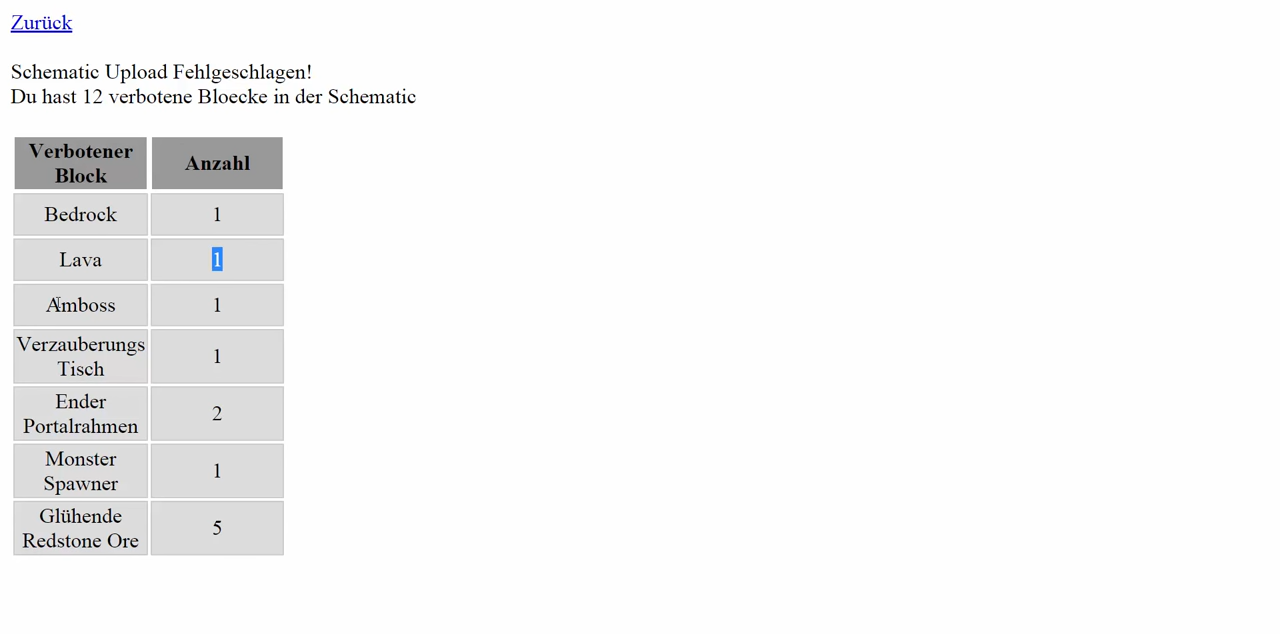 Zurück
Schematic Upload Fehlgeschlagen!
Du hast 12 verbotene Bloecke in der Schematic
Verbotener
Block
Anzahl
Bedrock
1
Lava
1
Amboss
1
Verzauberungs
Tisch
1
Ender
Portalrahmen
2
Monster
Spawner
1
Glühende
Redstone Ore
5